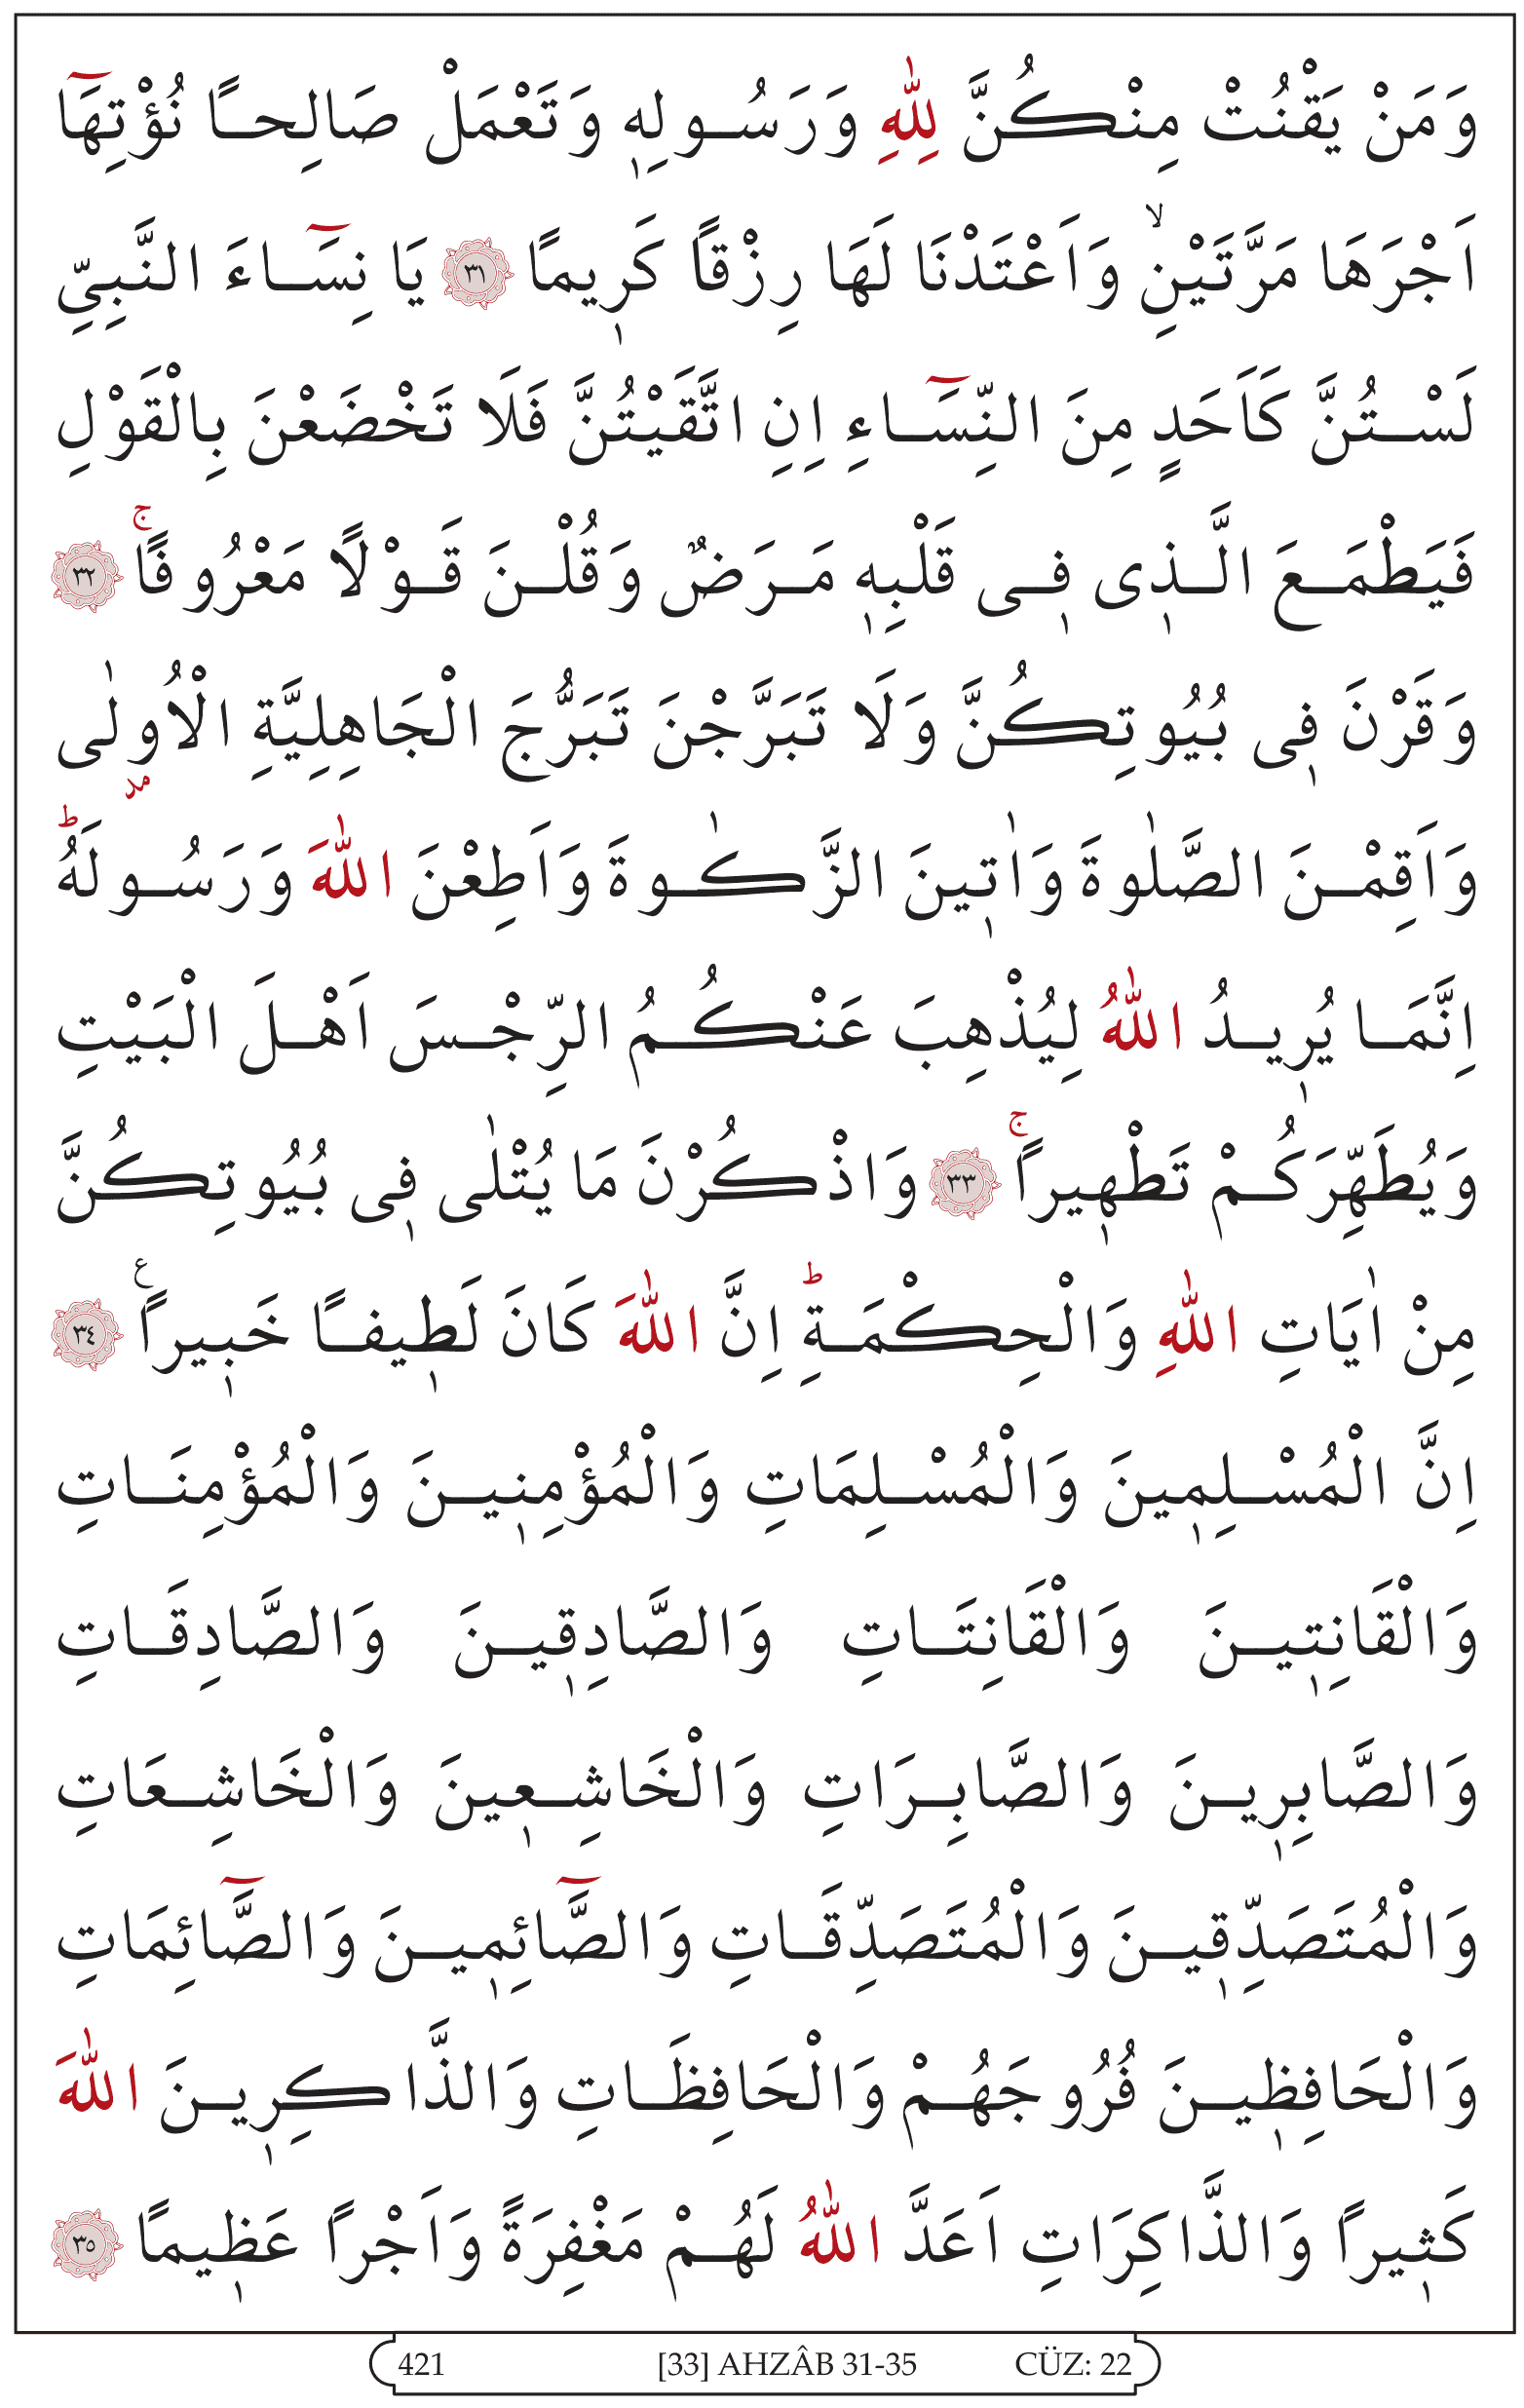 وَمَنْ يَقْنُتْ مِنْكُنَّ لِلّٰهِ وَرَسُولِهٖ وَتَعْمَلْ صَالِحًا نُؤْتِهَٓا
اَجْرَهَا مَرَّتَيْنِۙ وَاَعْتَدْنَا لَهَا رِزْقًا كَرٖيمًا ﴿٣١﴾ يَا نِسَٓاءَ النَّبِيِّ
لَسْتُنَّ كَاَحَدٍ مِنَ النِّسَٓاءِ اِنِ اتَّقَيْتُنَّ فَلَا تَخْضَعْنَ بِالْقَوْلِ
فَيَطْمَعَ الَّذٖى فٖى قَلْبِهٖ مَرَضٌ وَقُلْنَ قَوْلًا مَعْرُوفًاۚ ﴿٣٢﴾
وَقَرْنَ فٖى بُيُوتِكُنَّ وَلَا تَبَرَّجْنَ تَبَرُّجَ الْجَاهِلِيَّةِ الْاُو۫لٰى
وَاَقِمْنَ الصَّلٰوةَ وَاٰتٖينَ الزَّكٰوةَ وَاَطِعْنَ اللّٰهَ وَرَسُولَهُؕ
اِنَّمَا يُرٖيدُ اللّٰهُ لِيُذْهِبَ عَنْكُمُ الرِّجْسَ اَهْلَ الْبَيْتِ
وَيُطَهِّرَكُمْ تَطْهٖيرًاۚ ﴿٣٣﴾ وَاذْكُرْنَ مَا يُتْلٰى فٖى بُيُوتِكُنَّ
مِنْ اٰيَاتِ اللّٰهِ وَالْحِكْمَةِؕ اِنَّ اللّٰهَ كَانَ لَطٖيفًا خَبٖيرًاع ﴿٣٤﴾
اِنَّ الْمُسْلِمٖينَ وَالْمُسْلِمَاتِ وَالْمُؤْمِنٖينَ وَالْمُؤْمِنَاتِ
وَالْقَانِتٖينَ وَالْقَانِتَاتِ وَالصَّادِقٖينَ وَالصَّادِقَاتِ
وَالصَّابِرٖينَ وَالصَّابِرَاتِ وَالْخَاشِعٖينَ وَالْخَاشِعَاتِ
وَالْمُتَصَدِّقٖينَ وَالْمُتَصَدِّقَاتِ وَالصَّٓائِمٖينَ وَالصَّٓائِمَاتِ
وَالْحَافِظٖينَ فُرُوجَهُمْ وَالْحَافِظَاتِ وَالذَّاكِرٖينَ اللّٰهَ
كَثٖيرًا وَالذَّاكِرَاتِ اَعَدَّ اللّٰهُ لَهُمْ مَغْفِرَةً وَاَجْرًا عَظٖيمًا ﴿٣٥﴾
421 [33] AHZÂB 31-35 CÜZ: 22